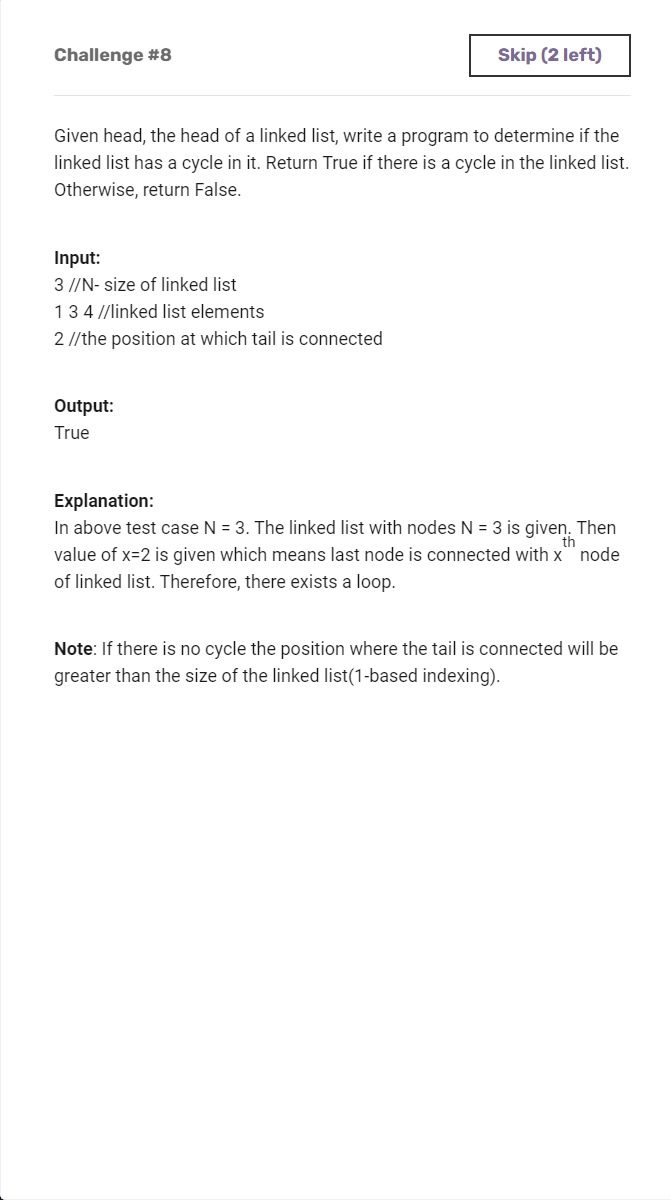 Challenge #8
Skip (2 left)
Given head, the head of a linked list, write a program to determine if the
linked list has a cycle in it. Return True if there is a cycle in the linked list.
Otherwise, return False.
Input:
3 //N- size of linked list
1 3 4 //linked list elements
2 //the position at which tail is connected
Output:
True
Explanation:
In above test case N = 3. The linked list with nodes N = 3 is given. Then
value of x=2 is given which means last node is connected with xth node
of linked list. Therefore, there exists a loop.
Note: If there is no cycle the position where the tail is connected will be
greater than the size of the linked list(1-based indexing).